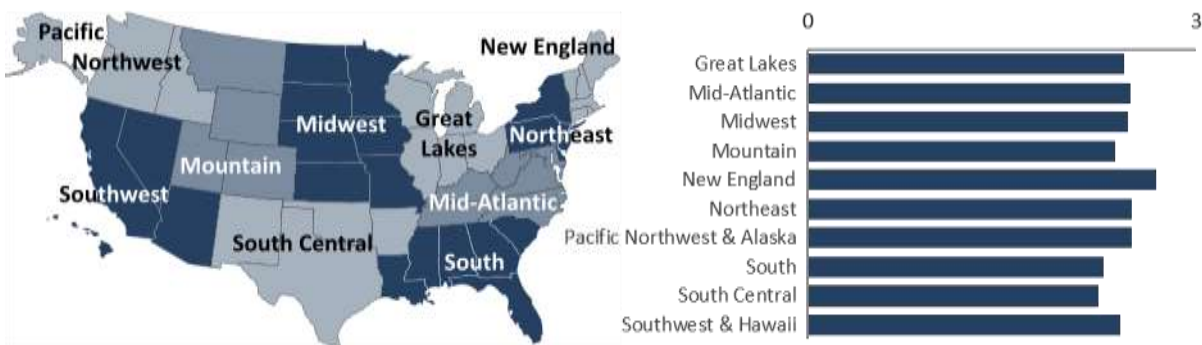 Pacific
Northwest
New England
Midwest
Great
Lakes
Northeast
Mountain
Southwest
Mid-Atlantic
South Central
South
0
3
Great Lakes
Mid-Atlantic
Midwest
Mountain
New England
Northeast
Pacific Northwest & Alaska
South
South Central
Southwest & Hawaii